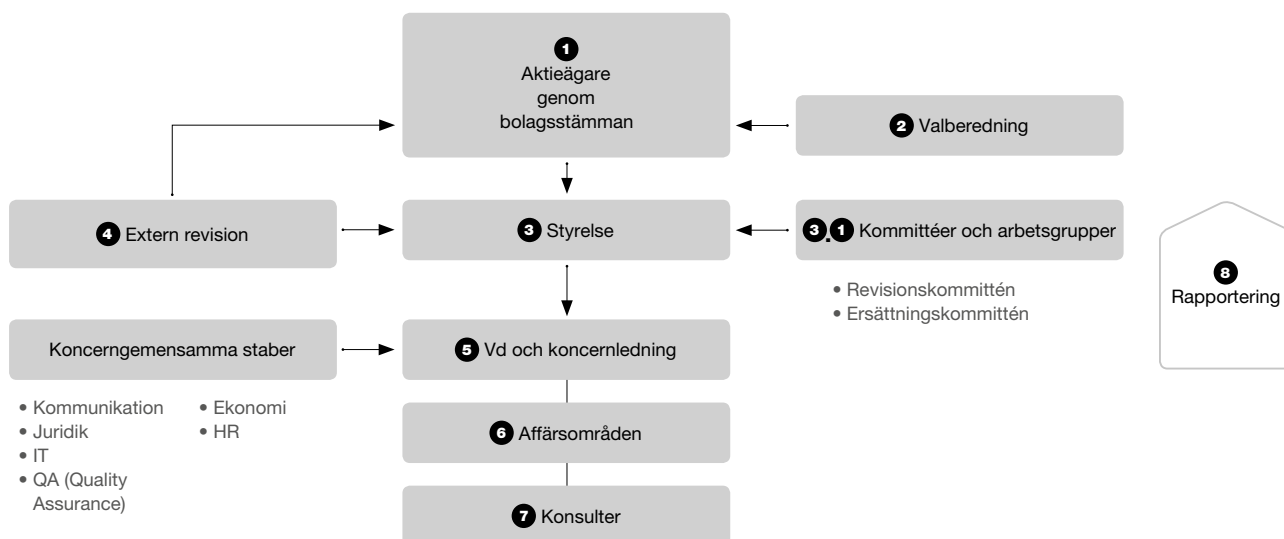 1
Aktieägare
genom
bolagsstämman
2 Valberedning
4 Extern revision
3 Styrelse
3.1 Kommittéer och arbetsgrupper
• Revisionskommittén
• Ersättningskommittén
8
Rapportering
Koncerngemensamma staber
5 Vd och koncernledning
• Kommunikation
• Juridik
• IT
• QA (Quality
Assurance)
• Ekonomi
• HR
6 Affärsområden
7 Konsulter